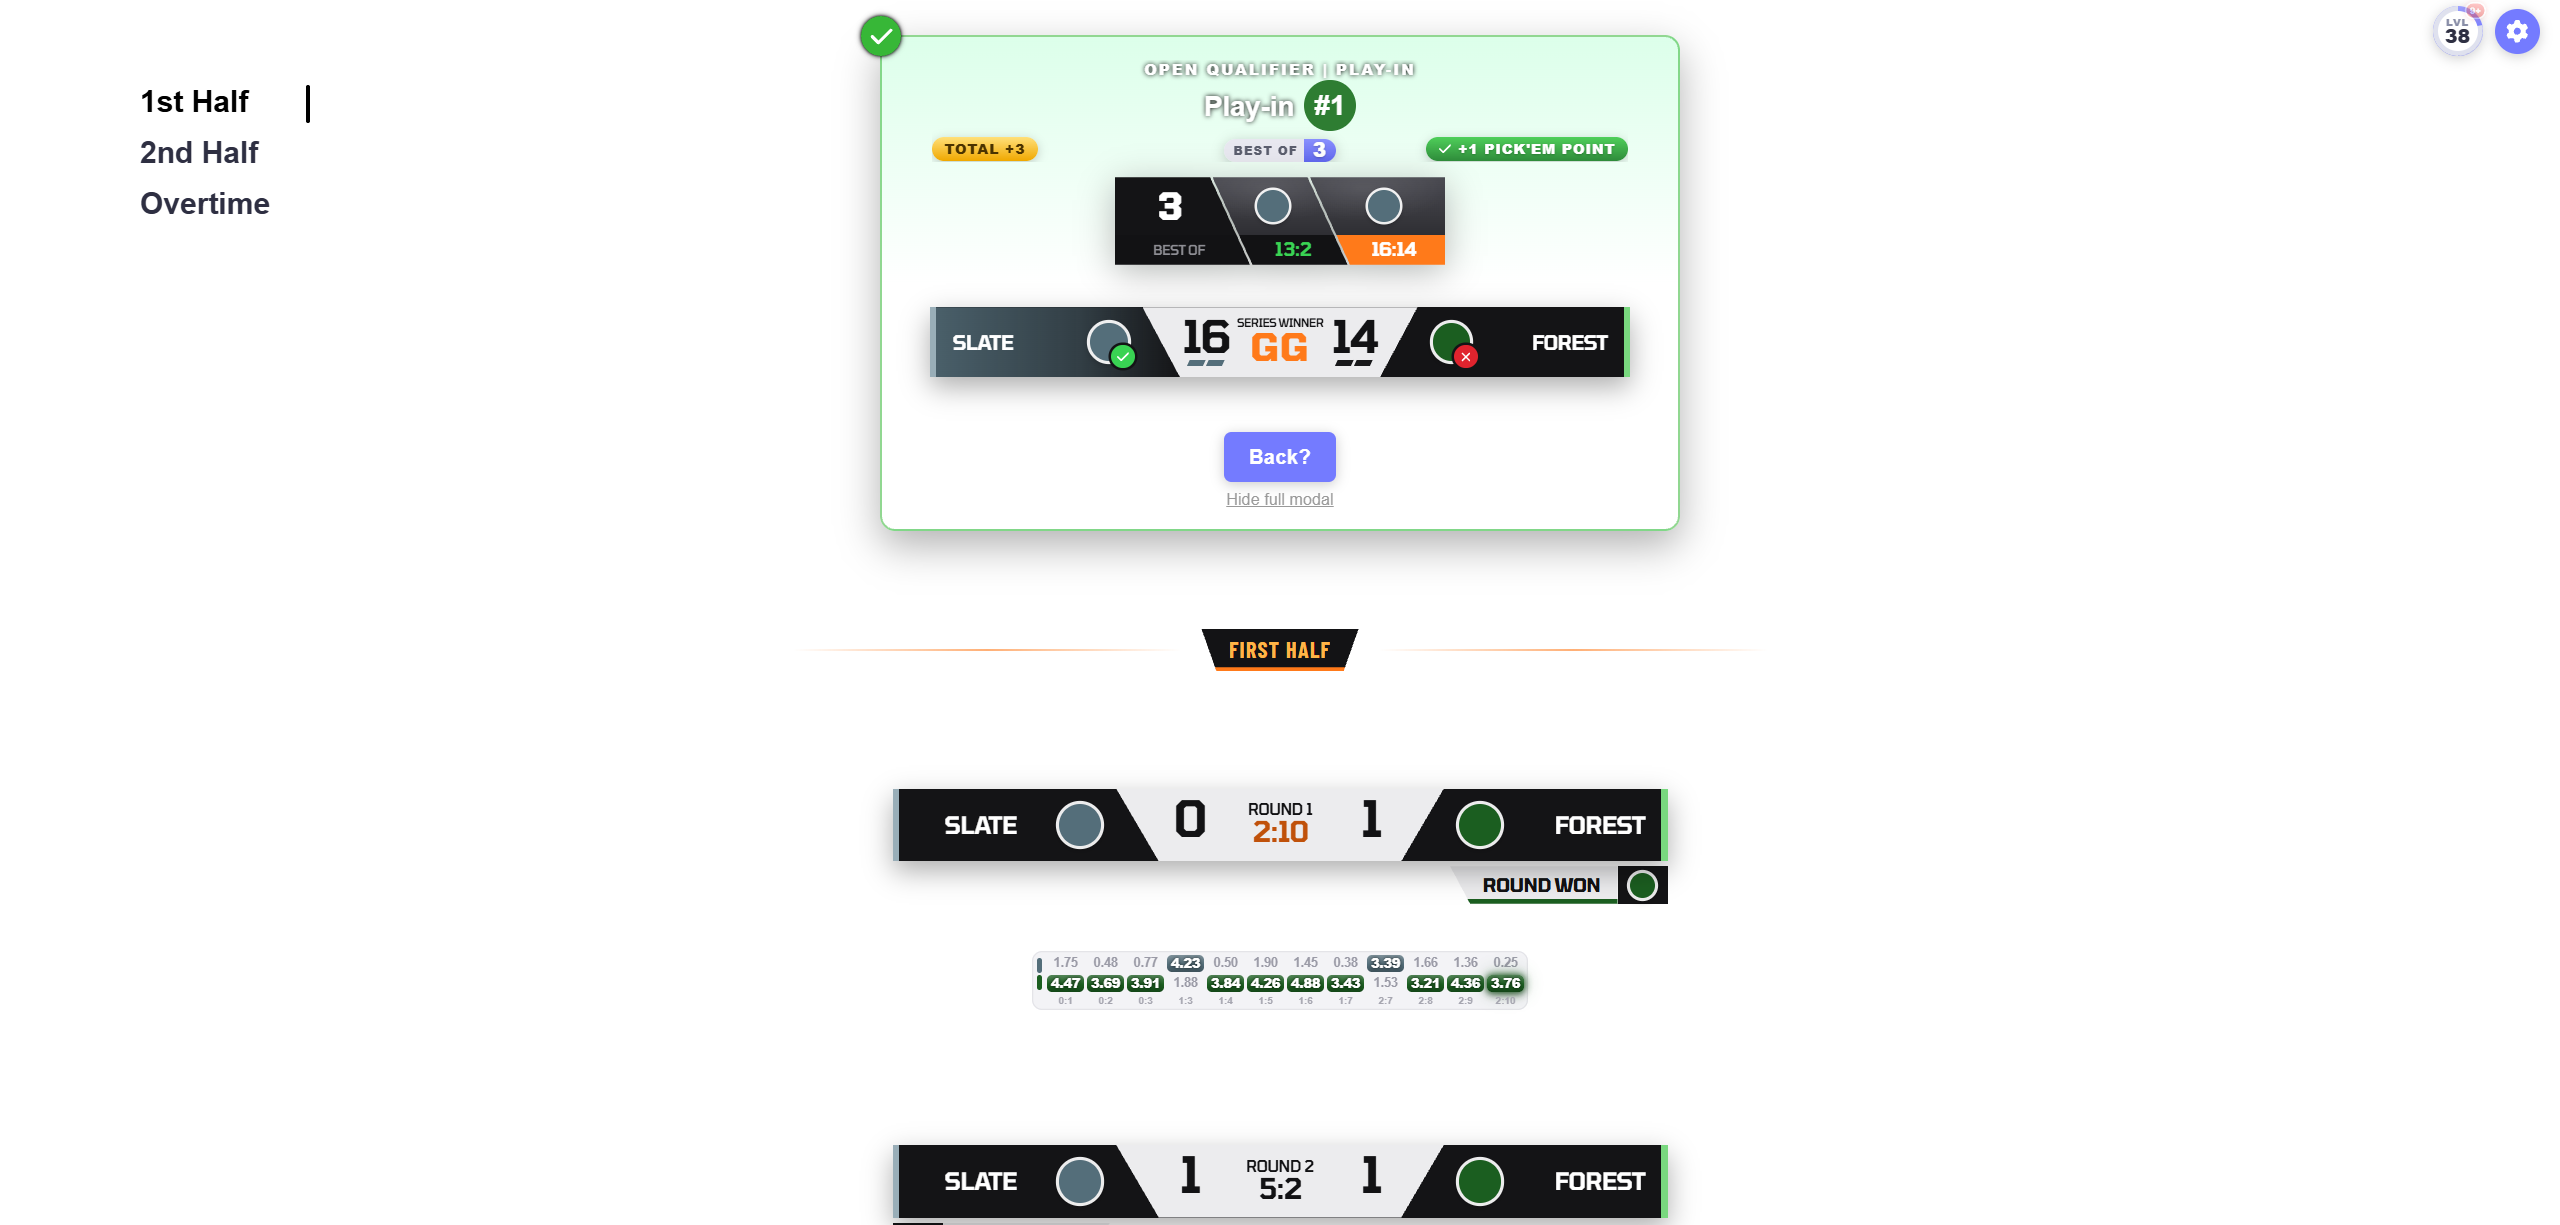 1st Half
2nd Half
Overtime
LVL
38
3+
OPEN QUALIFIER | PLAY-IN
Play-in #1
TOTAL +3
BEST OF 3
+1 PICK'EM POINT
3
BEST OF
13:2
16:14
SLATE
16
SERIES WINNER
GG
14
FOREST
Back?
Hide full modal
FIRST HALF
SLATE
0
ROUND 1
2:10
1
FOREST
ROUND WON
1.75 0.48 0.77 4.23 0.50 1.90 1.45 0.38 3.39 1.66 1.36 0.25
4.47 3.69 3.91 1.88 3.84 4.26 4.88 3.43 1.53 3.21 4.36 3.76
0:1 0:2 0:3 1:3 1:4 1:5 1:6 1:7 2:7 2:8 2:9 2:10
SLATE
1
ROUND 2
5:2
1
FOREST